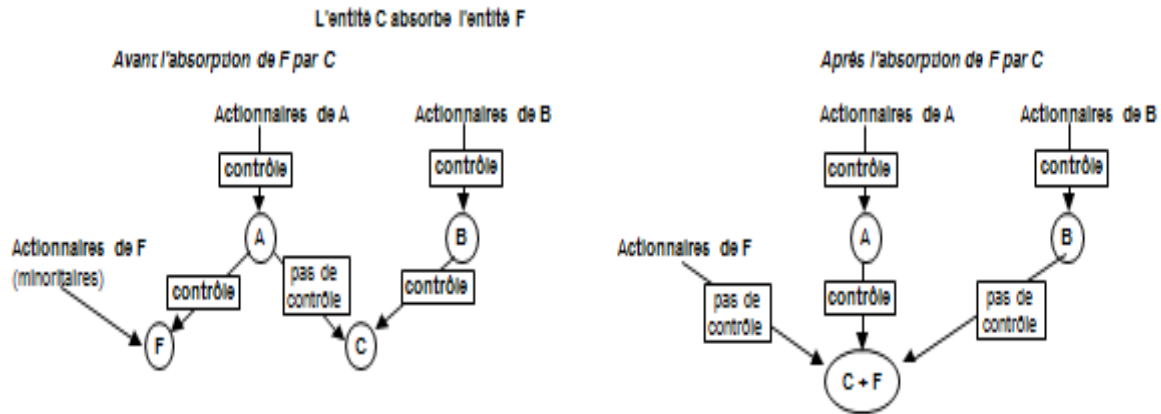 L'entité C absorbe l'entité F
Avant l'absorption de F par C
Actionnaires de A
Actionnaires de B
contrôle
contrôle
A
B
Actionnaires de F
(minoritaires)
contrôle
pas de
contrôle
contrôle
F
C
Après l'absorption de F par C
Actionnaires de A
Actionnaires de B
contrôle
contrôle
Actionnaires de F
A
B
pas de
contrôle
contrôle
pas de
contrôle
C + F